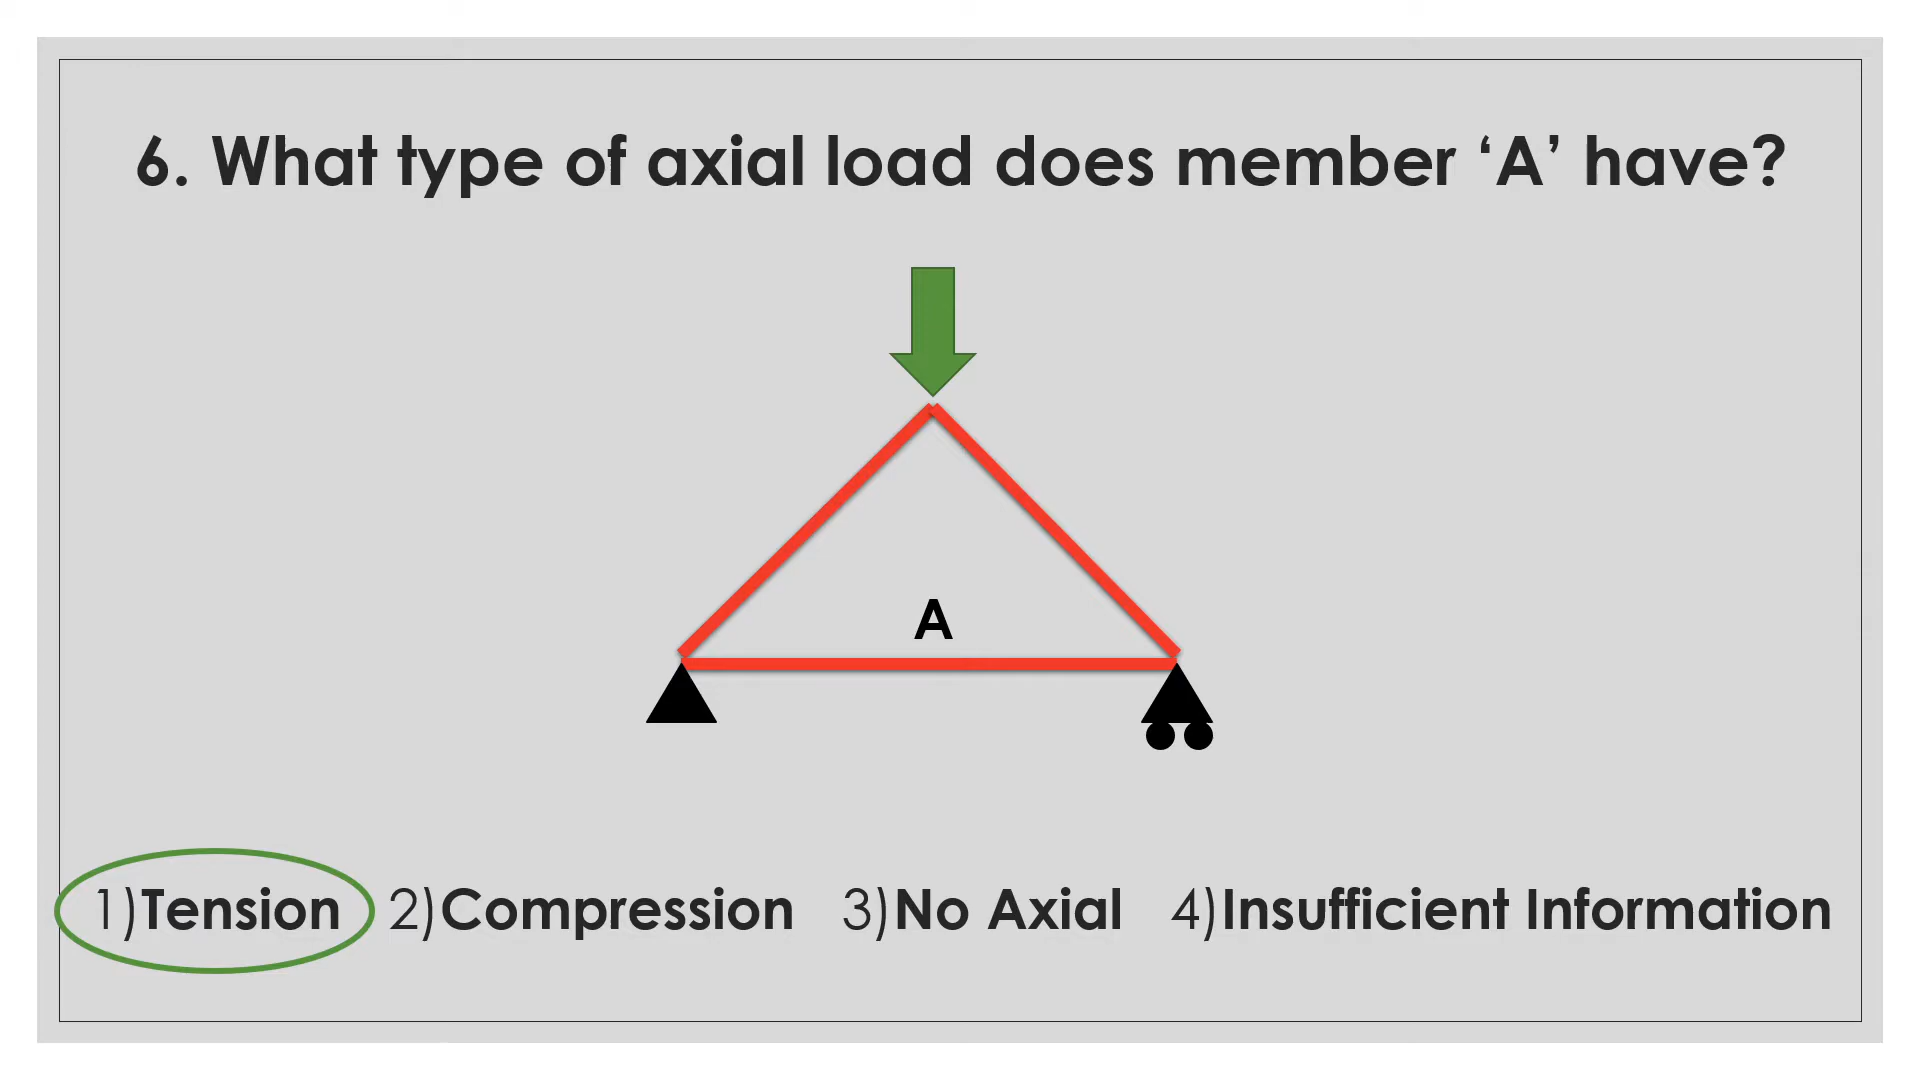 6. What type of axial load does member ‘A’ have?
A
1)Tension 2)Compression 3)No Axial 4)Insufficient Information